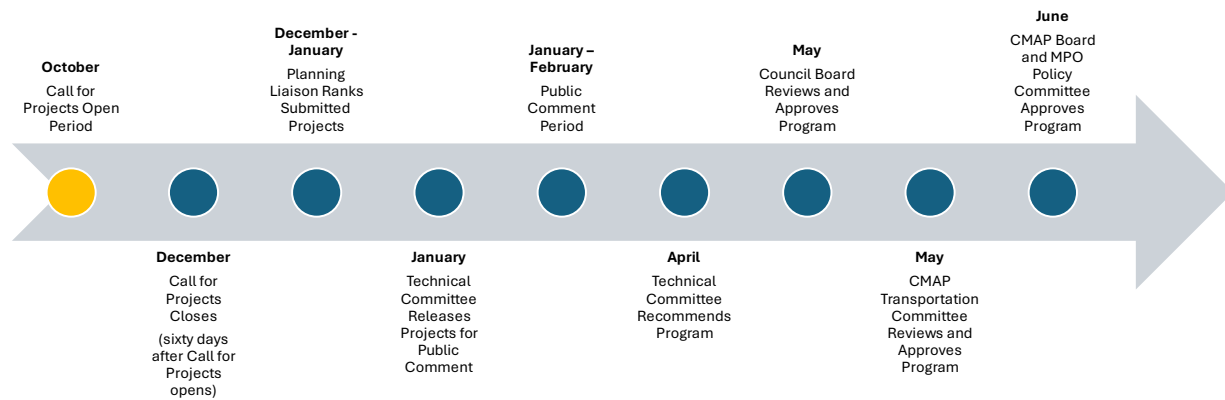 October
Call for
Projects Open
Period
December
Call for
Projects
Closes
(sixty days
after Call for
Projects
opens)
December -
January
Planning
Liaison Ranks
Submitted
Projects
January
Technical
Committee
Releases
Projects for
Public
Comment
January –
February
Public
Comment
Period
April
Technical
Committee
Recommends
Program
May
Council Board
Reviews and
Approves
Program
May
CMAP
Transportation
Committee
Reviews and
Approves
Program
June
CMAP Board
and MPO
Policy
Committee
Approves
Program